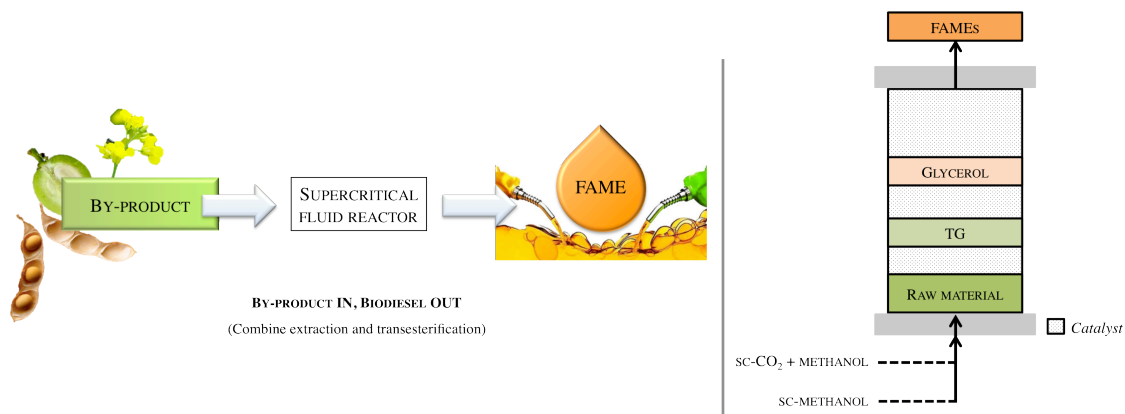 BY-PRODUCT
SUPERCRITICAL
FLUID REACTOR
FAME
BY-PRODUCT IN, BIODIESEL OUT
(Combine extraction and transesterification)
FAMES
GLYCEROL
TG
RAW MATERIAL
Catalyst
SC-CO₂ + METHANOL
SC-METHANOL